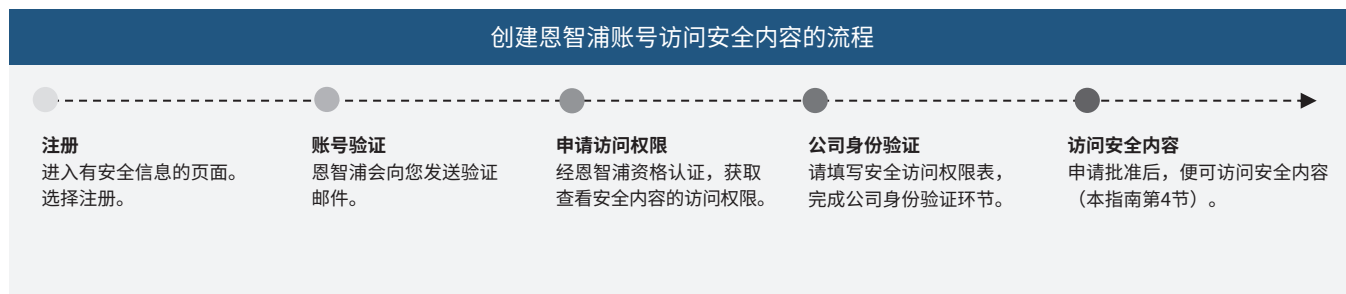 创建恩智浦账号访问安全内容的流程
注册
进入有安全信息的页面。
选择注册。
账号验证
恩智浦会向您发送验证
邮件。
申请访问权限
经恩智浦资格认证，获取
查看安全内容的访问权限。
公司身份验证
请填写安全访问权限表，
完成公司身份验证环节。
访问安全内容
申请批准后，便可访问安全内容
（本指南第4节）。